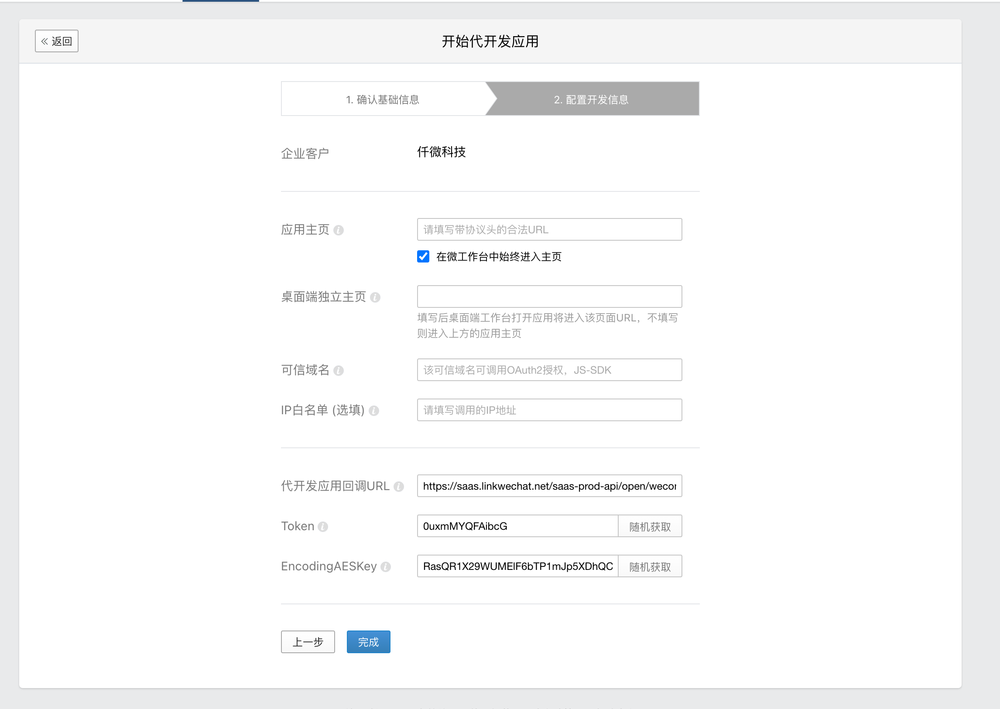 返回
开始代开发应用
1. 确认基础信息
2. 配置开发信息
企业客户
仟微科技
应用主页
请填写带协议头的合法URL
在微工作台中始终进入主页
桌面端独立主页
填写后桌面端工作台打开应用将进入该页面URL，不填写
则进入上方的应用主页
可信域名
该可信域名可调用OAuth2授权，JS-SDK
IP白名单 (选填)
请填写调用的IP地址
代开发应用回调URL
https://saas.linkwechat.net/saas-prod-api/open/wecor
Token
0uxmMYQFAibcG
随机获取
EncodingAESKey
RasQR1X29WUMEIF6bTP1mJp5XDhQC
随机获取
上一步
完成